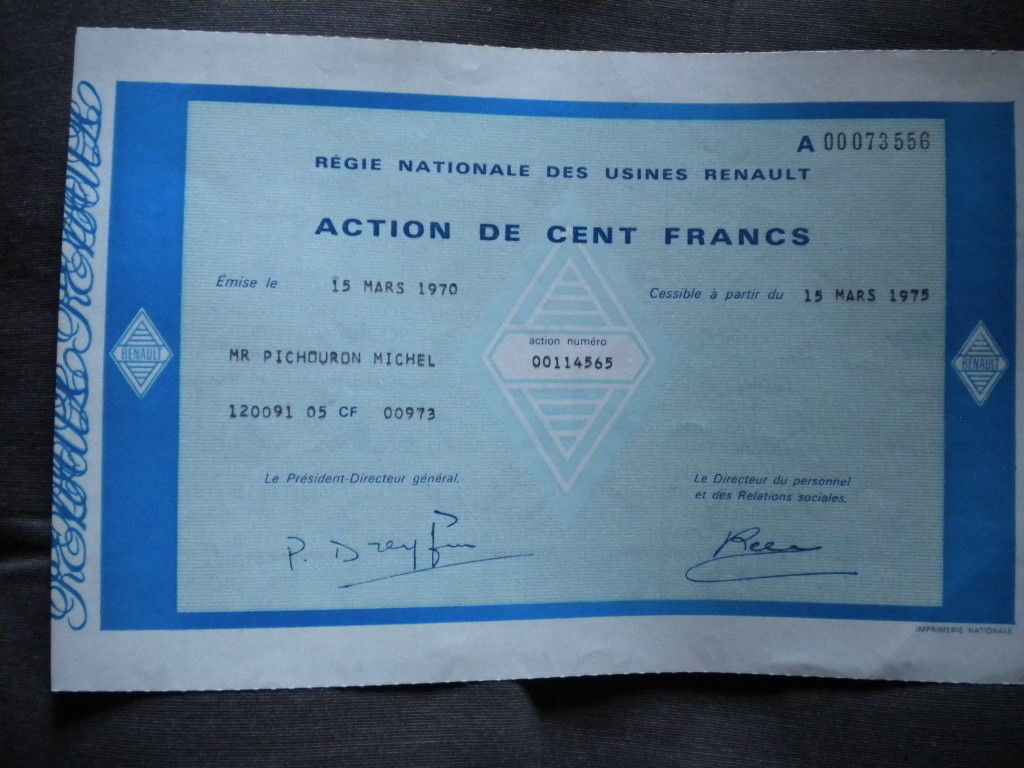 A 00073556
RÉGIE NATIONALE DES USINES RENAULT
ACTION DE CENT FRANCS
Émise le 15 MARS 1970
Cessible à partir du 15 MARS 1975
action numéro
00114565
MR PICHOURON MICHEL
120091 05 CF 00973
RENAULT
RENAULT
Le Président-Directeur général,
Le Directeur du personnel
et des Relations sociales,
P. Dreyfus
IMPRIMERIE NATIONALE